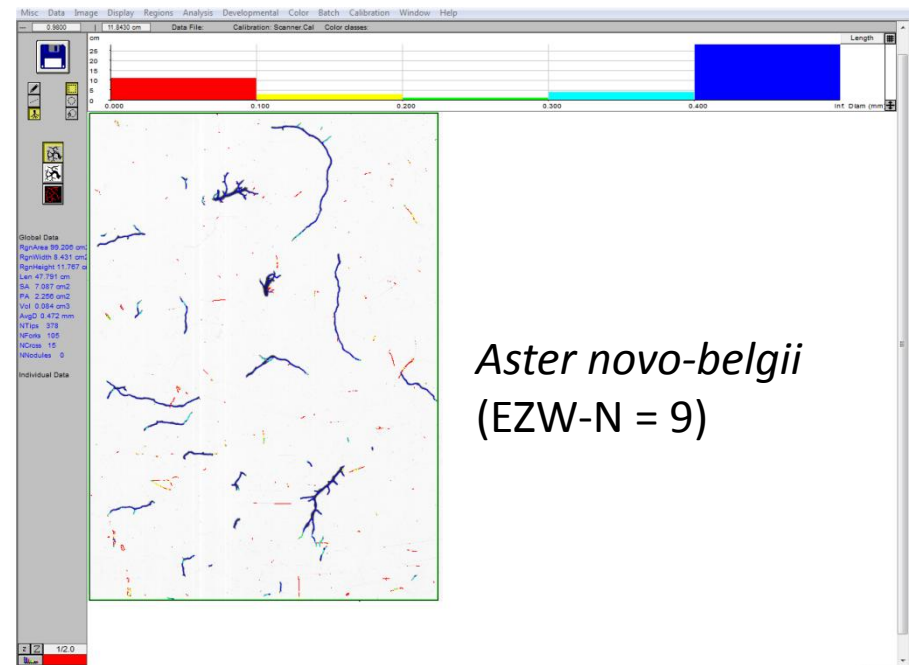 Misc Data Image Display Regions Analysis Developmental Color Batch Calibration Window Help
0.9800 11.8430 cm Data File: Calibration: Scanner.Cal Color classes:
cm
Length
25
20
15
10
5
0
0.000 0.100 0.200 0.300 0.400 Inf. Diam (mm
Global Data
RgnArea 99.206 cm2
RgnWidth 8.431 cm2
RgnHeight 11.767 c
Len 47.791 cm
SA 7.087 cm2
PA 2.256 cm2
Vol 0.084 cm3
AvgD 0.472 mm
NTips 378
NForks 105
NCross 15
NNodules 0
Individual Data
Aster novo-belgii
(EZW-N = 9)
z Z 1/2.0